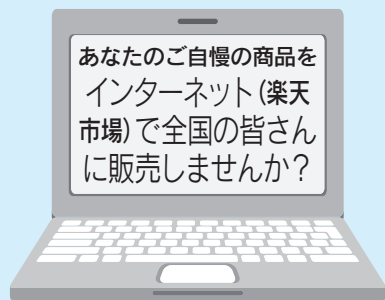 あなたのご自慢の商品を
インターネット(楽天
市場)で全国の皆さん
に販売しませんか？